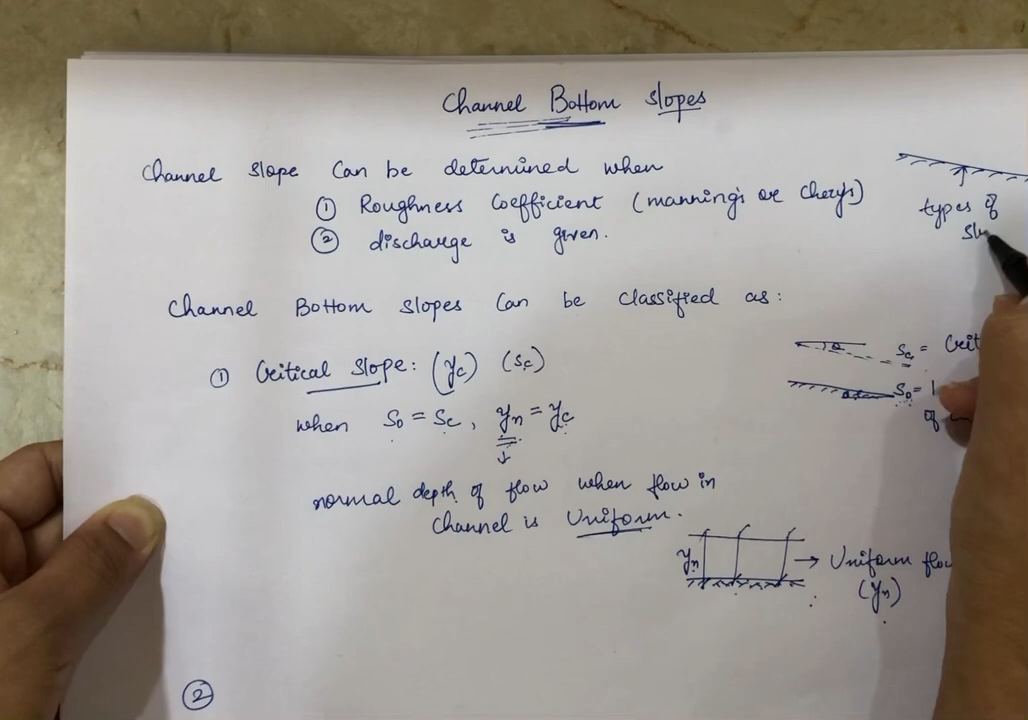 Channel Bottom slopes
Channel slope can be determined when
① Roughness coefficient (manning's or chezy's)
② discharge is given.
types of
Channel Bottom slopes can be classified as:
① Critical slope: (yc) (Sc)
Sc =
when S0 = Sc, yn = yc
S0 =
of
normal depth of flow when flow in
channel is Uniform.
yn → Uniform flow
(yn)
②